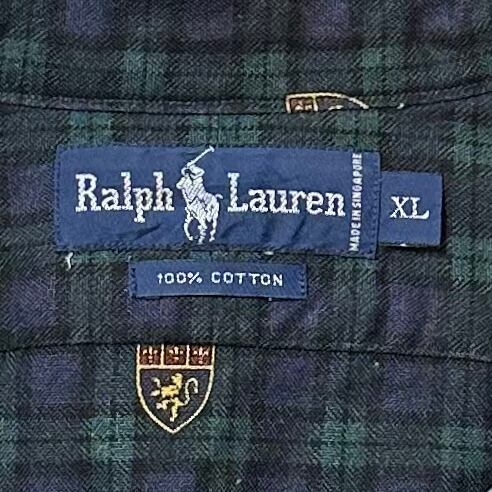 Ralph Lauren
MADE IN SINGAPORE
XL
100% COTTON